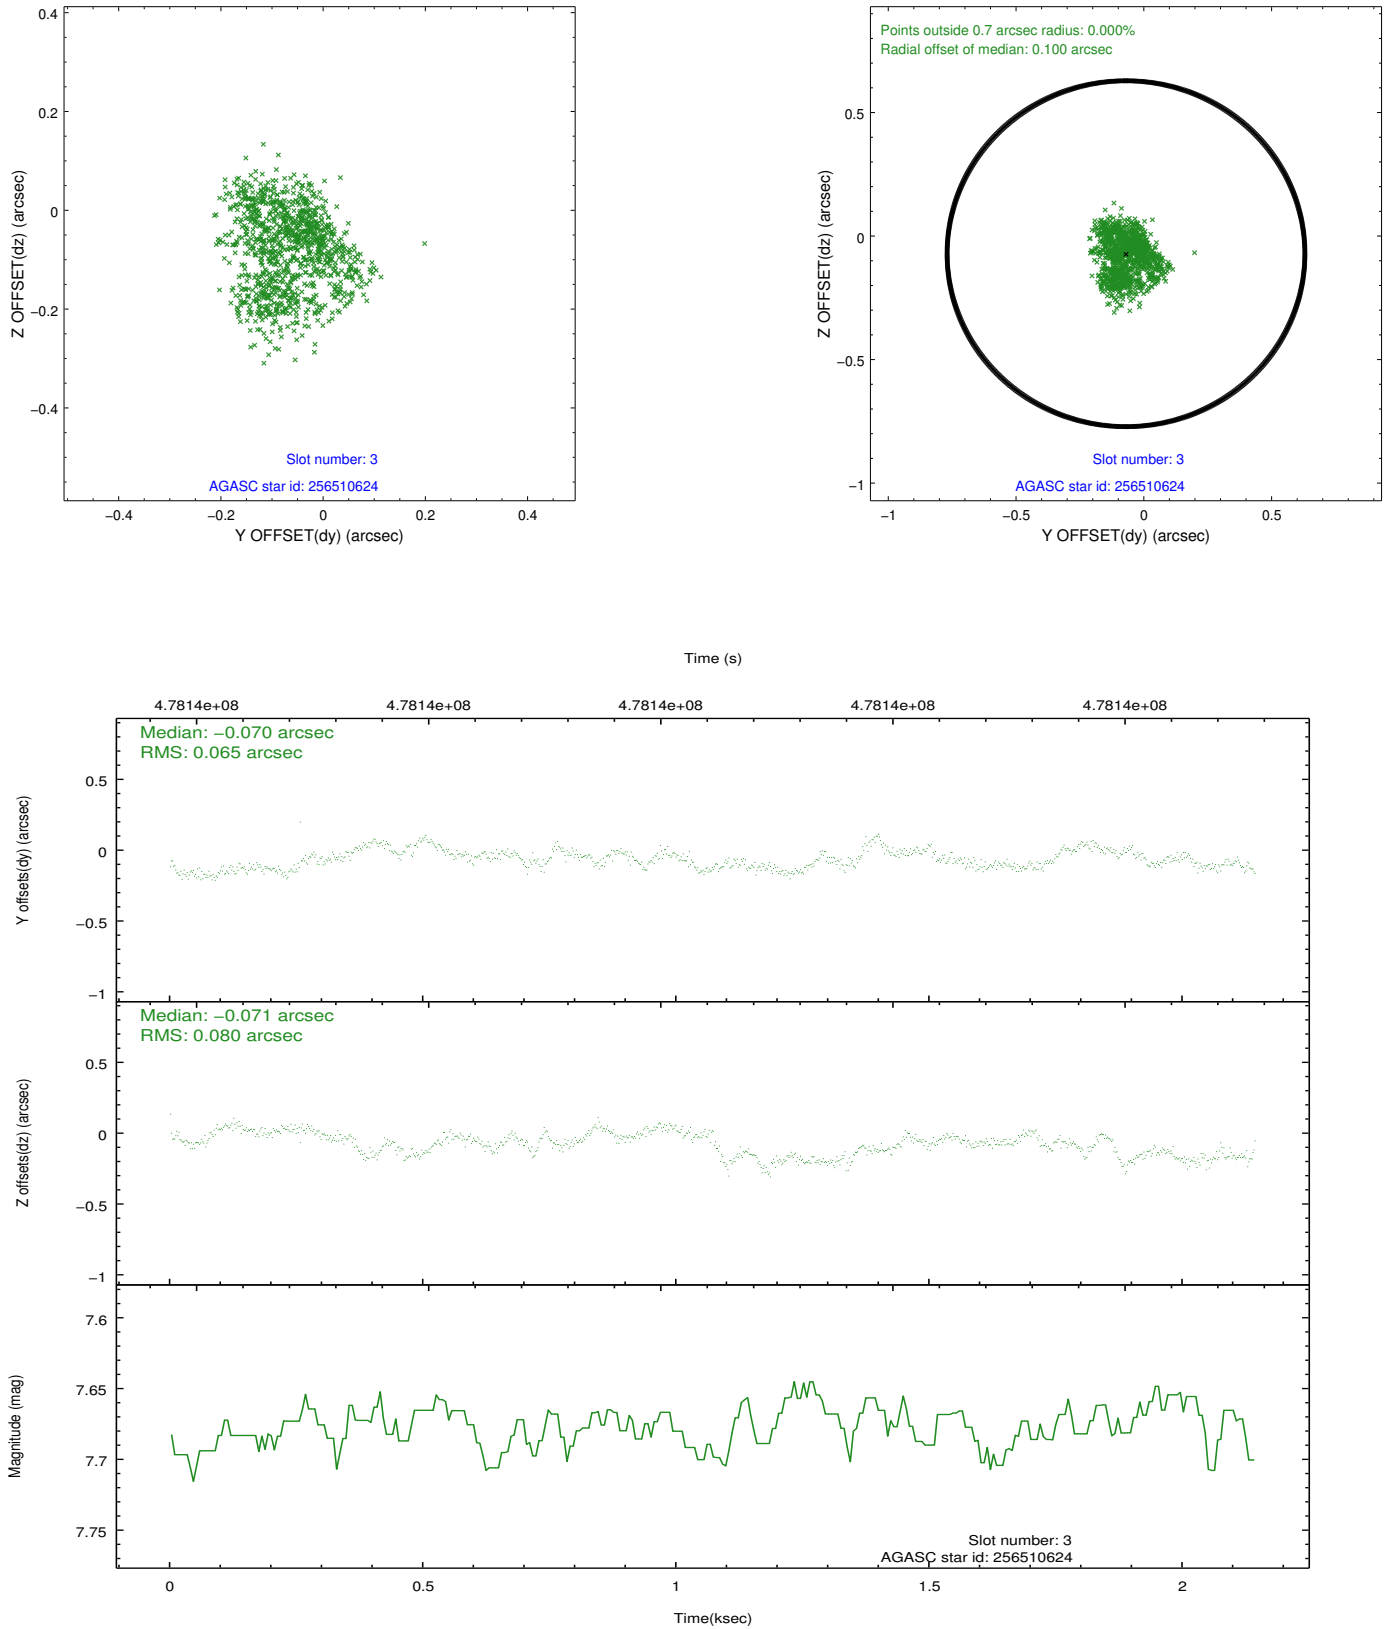 0.4
0.2
0
−0.2
−0.4
Z OFFSET(dz) (arcsec)
Slot number: 3
AGASC star id: 256510624
−0.4
−0.2
0
0.2
0.4
Y OFFSET(dy) (arcsec)
Points outside 0.7 arcsec radius: 0.000%
Radial offset of median: 0.100 arcsec
0.5
0
−0.5
−1
Z OFFSET(dz) (arcsec)
Slot number: 3
AGASC star id: 256510624
−1
−0.5
0
0.5
Y OFFSET(dy) (arcsec)
Time (s)
4.7814e+08
4.7814e+08
4.7814e+08
4.7814e+08
4.7814e+08
Median: −0.070 arcsec
RMS: 0.065 arcsec
0.5
0
−0.5
−1
Y offsets(dy) (arcsec)
Median: −0.071 arcsec
RMS: 0.080 arcsec
0.5
0
−0.5
−1
Z offsets(dz) (arcsec)
7.6
7.65
7.7
7.75
Magnitude (mag)
Slot number: 3
AGASC star id: 256510624
0
0.5
1
1.5
2
Time(ksec)